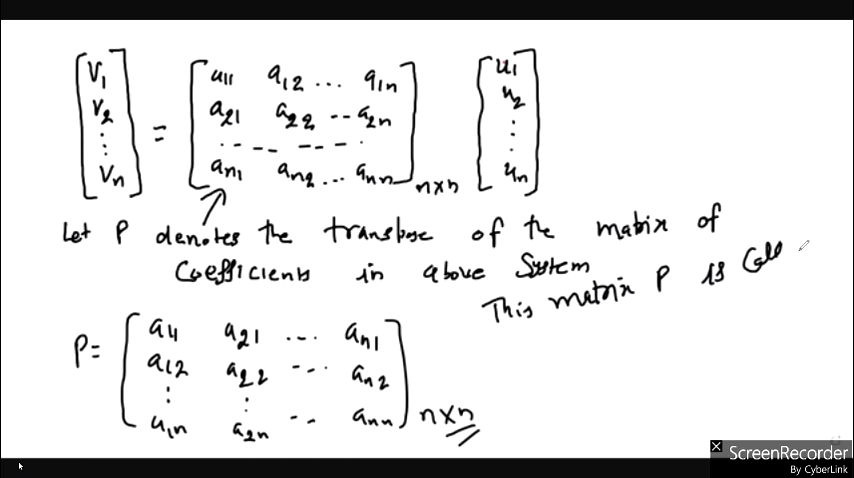 [V1 V2 ⋮ Vn] = [a11 a12 ... a1n a21 a22 -- a2n .. -- --- . an1 an2 ... ann]n×n [u1 u2 ⋮ un]
Let P denotes the transpose of the matrix of
Coefficients in above System
This matrix P is Call
P= [a11 a21 ... an1 a12 a22 --. an2 ⋮ ⋮ a1n a2n -- ann]n×n
ScreenRecorder
By CyberLink